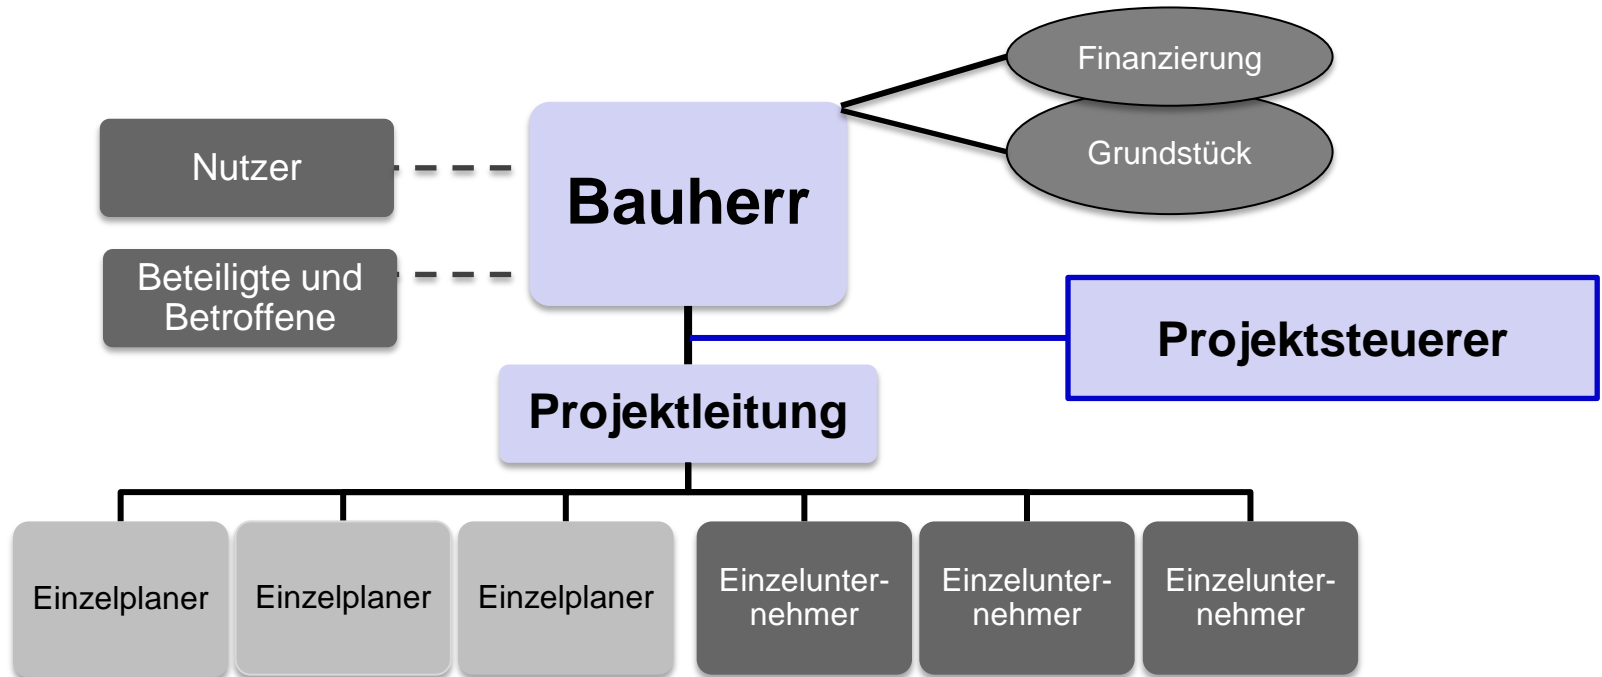 Finanzierung
Grundstück
Nutzer
Bauherr
Beteiligte und
Betroffene
Projektsteuerer
Projektleitung
Einzelplaner
Einzelplaner
Einzelplaner
Einzelunter-
nehmer
Einzelunter-
nehmer
Einzelunter-
nehmer